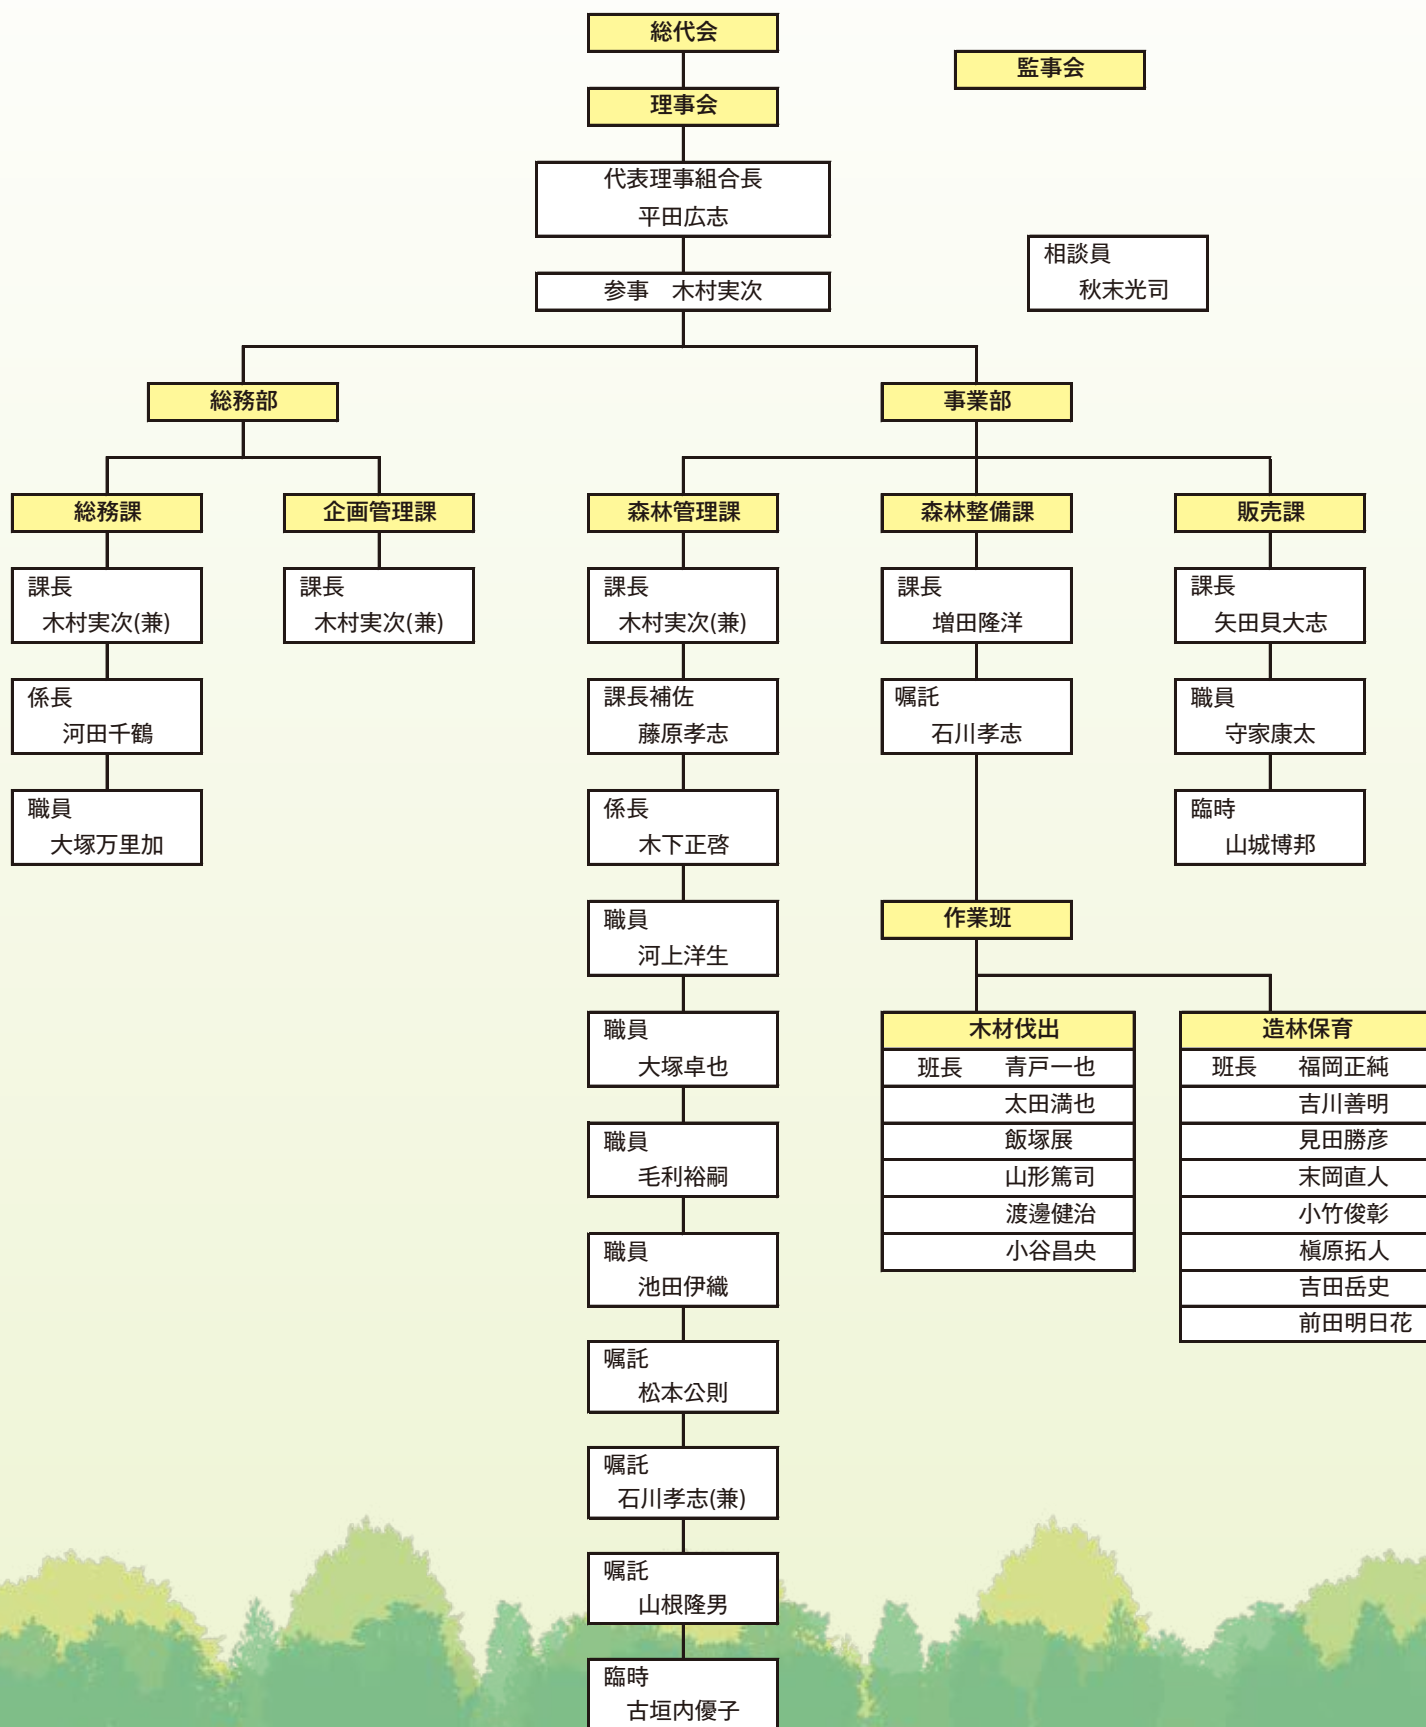 総代会
監事会
理事会
代表理事組合長
平田広志
相談員
秋末光司
参事　木村実次
総務部
事業部
総務課
企画管理課
森林管理課
森林整備課
販売課
課長
木村実次(兼)
係長
河田千鶴
職員
大塚万里加
課長
木村実次(兼)
課長
木村実次(兼)
課長補佐
藤原孝志
係長
木下正啓
職員
河上洋生
職員
大塚卓也
職員
毛利裕嗣
職員
池田伊織
嘱託
松本公則
嘱託
石川孝志(兼)
嘱託
山根隆男
臨時
古垣内優子
課長
増田隆洋
嘱託
石川孝志
課長
矢田貝大志
職員
守家康太
臨時
山城博邦
作業班
木材伐出
班長　青戸一也
太田満也
飯塚展
山形篤司
渡邊健治
小谷昌央
造林保育
班長　福岡正純
吉川善明
見田勝彦
末岡直人
小竹俊彰
槇原拓人
吉田岳史
前田明日花